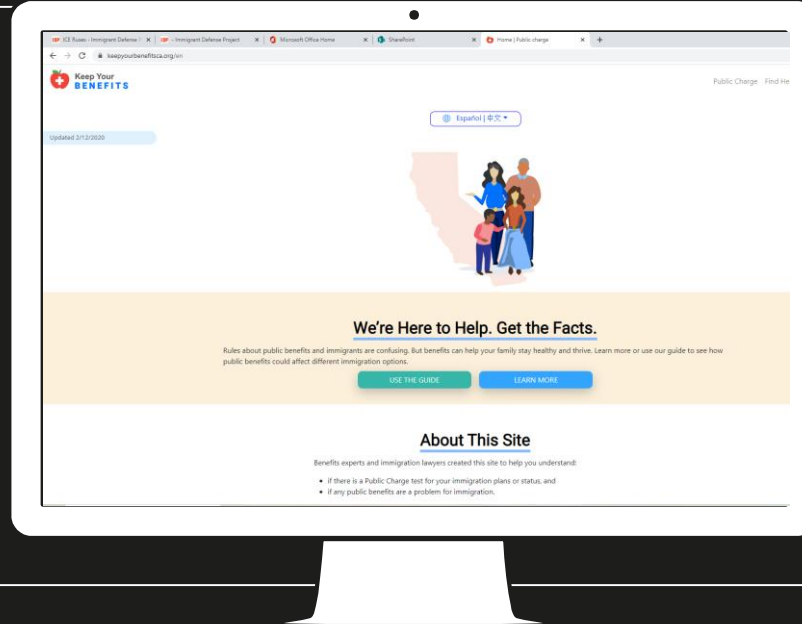 ICE Ruses - Immigrant Defense
- Immigrant Defense Project
Microsoft Office Home
SharePoint
Home | Public charge
keepyourbenefitsca.org/en
Keep Your
BENEFITS
Public Charge Find He
Español | 中文
Updated 2/12/2020
We're Here to Help. Get the Facts.
Rules about public benefits and immigrants are confusing. But benefits can help your family stay healthy and thrive. Learn more or use our guide to see how
public benefits could affect different immigration options.
USE THE GUIDE
LEARN MORE
About This Site
Benefits experts and immigration lawyers created this site to help you understand:
• if there is a Public Charge test for your immigration plans or status, and
• if any public benefits are a problem for immigration.